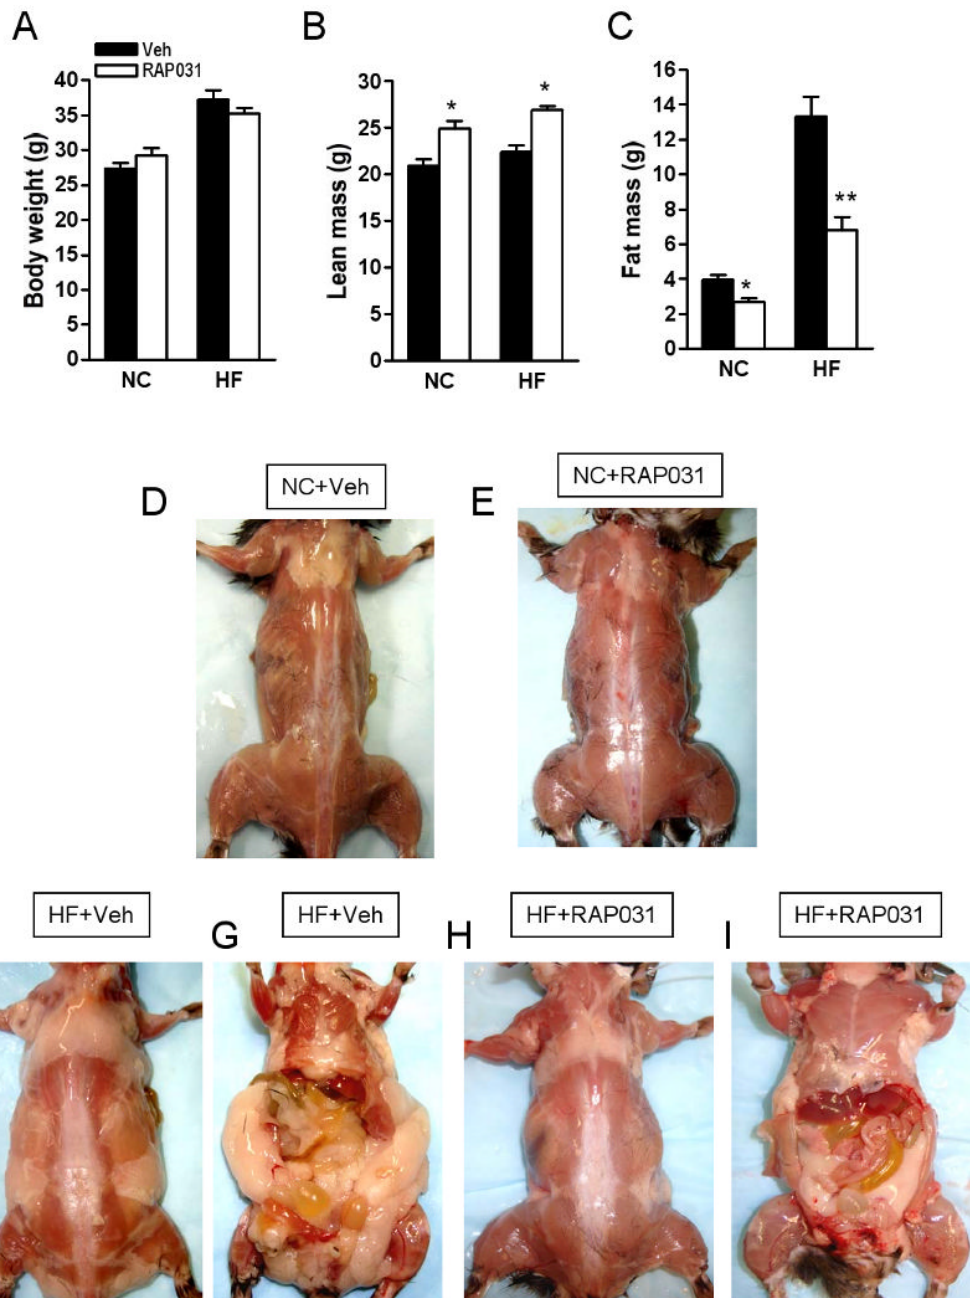 A
Veh
RAP031
Body weight (g)
40
35
30
25
20
15
10
5
0
NC
HF
B
Lean mass (g)
30
25
20
15
10
5
0
*
*
NC
HF
C
Fat mass (g)
16
14
12
10
8
6
4
2
0
*
**
NC
HF
D
NC+Veh
E
NC+RAP031
HF+Veh
G
HF+Veh
H
HF+RAP031
I
HF+RAP031